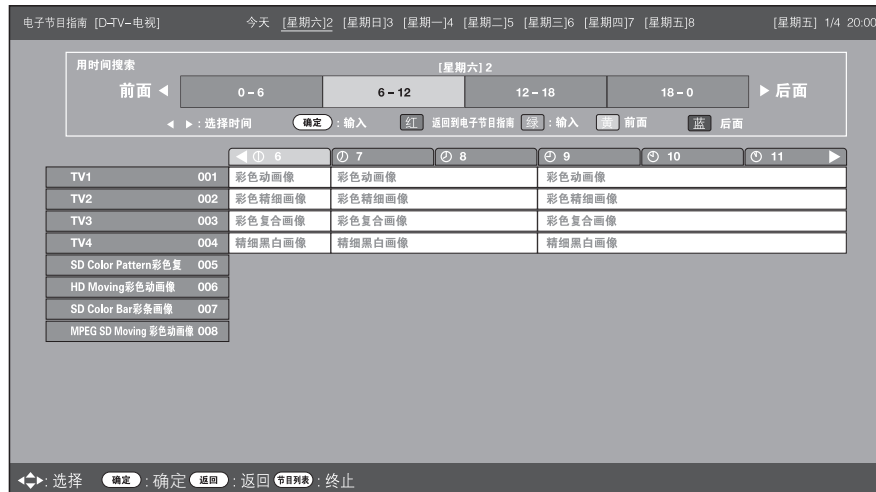 电子节目指南 [D-TV-电视] 今天 [星期六]2 [星期日]3 [星期一]4 [星期二]5 [星期三]6 [星期四]7 [星期五]8 [星期五] 1/4 20:00
用时间搜索 [星期六] 2
前面 ◀ 0-6 6-12 12-18 18-0 ▶ 后面
◀ ▶:选择时间 确定:输入 红 返回到电子节目指南 绿:输入 黄 前面 蓝 后面
◀ 6 7 8 9 10 11 ▶
TV1 001 彩色动画像 彩色动画像 彩色动画像
TV2 002 彩色精细画像 彩色精细画像 彩色精细画像
TV3 003 彩色复合画像 彩色复合画像 彩色复合画像
TV4 004 精细黑白画像 精细黑白画像 精细黑白画像
SD Color Pattern彩色复 005
HD Moving彩色动画像 006
SD Color Bar彩条画像 007
MPEG SD Moving 彩色动画像 008
:选择 确定:确定 返回:返回 节目列表:终止